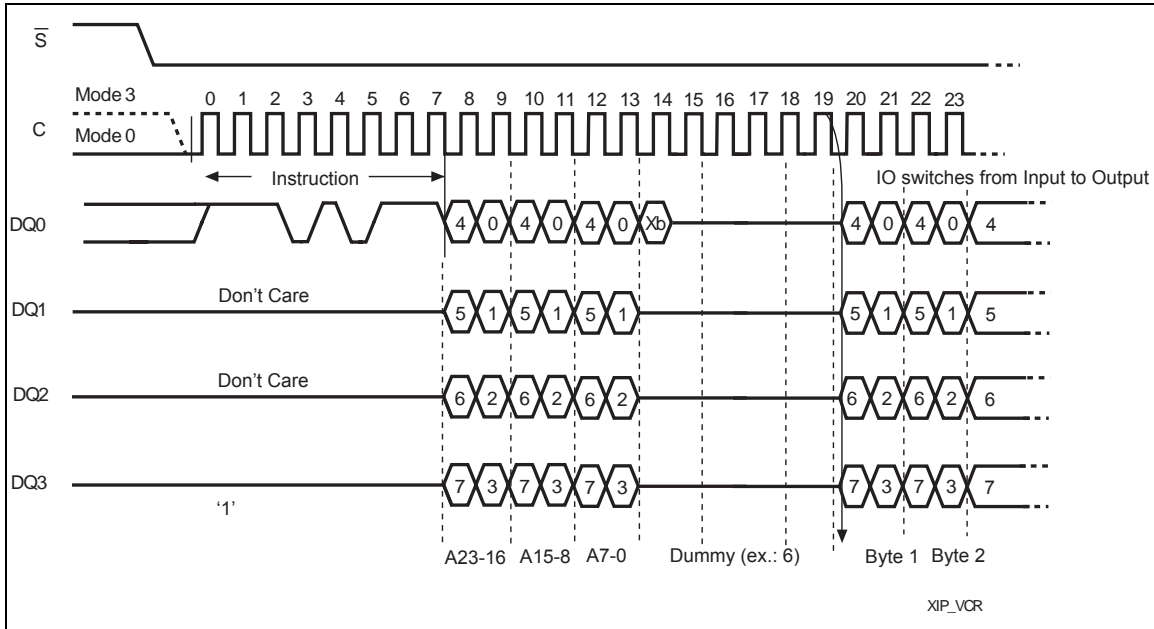 S
Mode 3
0 1 2 3 4 5 6 7 8 9 10 11 12 13 14 15 16 17 18 19 20 21 22 23
C
Mode 0
Instruction
IO switches from Input to Output
DQ0
4 0 4 0 4 0 Xb 4 0 4 0 4
Don't Care
DQ1
5 1 5 1 5 1 5 1 5 1 5
Don't Care
DQ2
6 2 6 2 6 2 6 2 6 2 6
DQ3
7 3 7 3 7 3 7 3 7 3 7
‘1’
A23-16 A15-8 A7-0 Dummy (ex.: 6) Byte 1 Byte 2
XIP_VCR